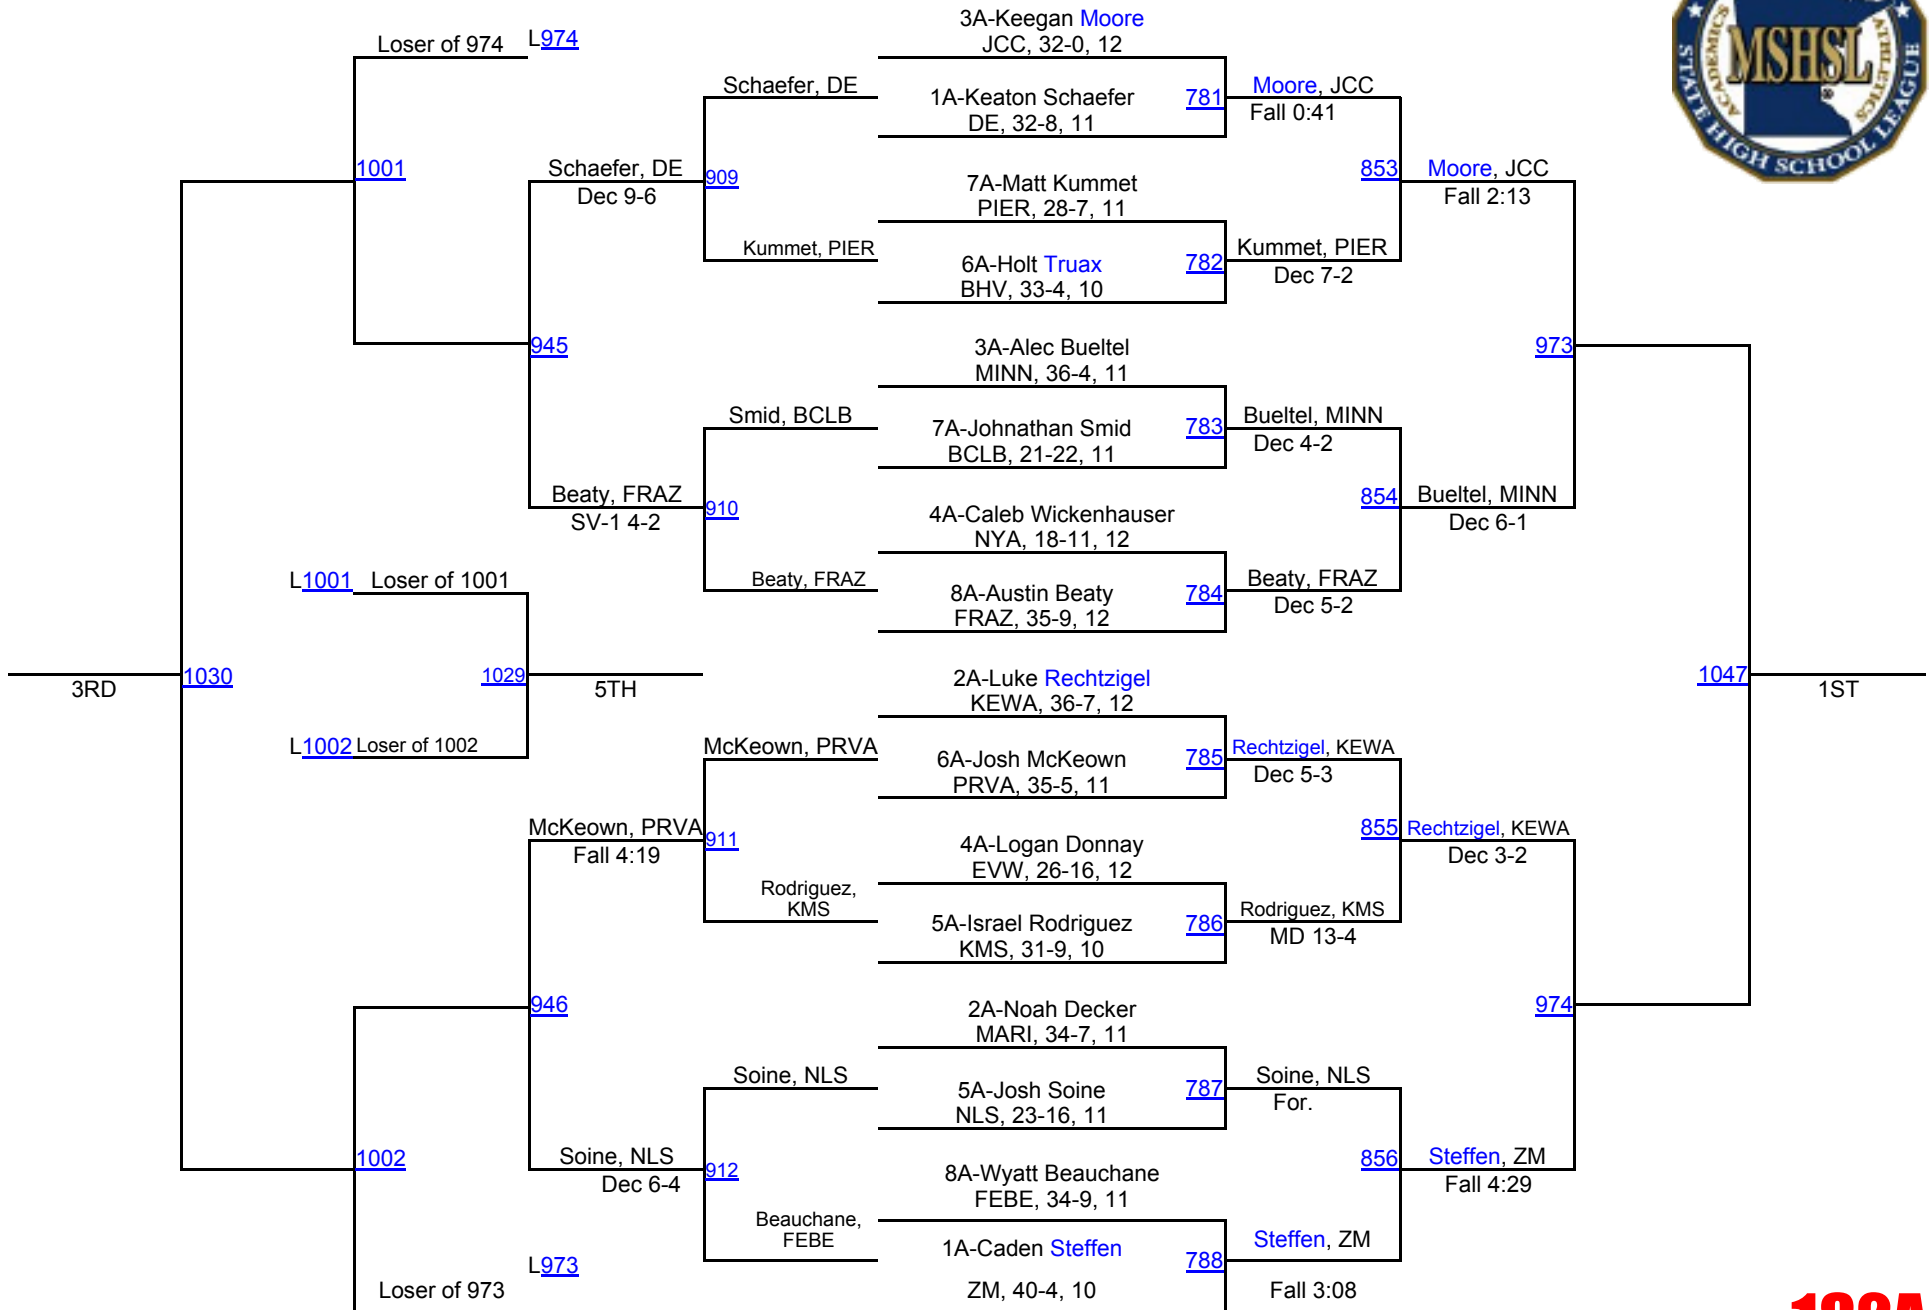 3A-Keegan Moore
JCC, 32-0, 12
1A-Keaton Schaefer
DE, 32-8, 11
7A-Matt Kummet
PIER, 28-7, 11
6A-Holt Truax
BHV, 33-4, 10
3A-Alec Bueltel
MINN, 36-4, 11
7A-Johnathan Smid
BCLB, 21-22, 11
4A-Caleb Wickenhauser
NYA, 18-11, 12
8A-Austin Beaty
FRAZ, 35-9, 12
2A-Luke Rechtzigel
KEWA, 36-7, 12
6A-Josh McKeown
PRVA, 35-5, 11
4A-Logan Donnay
EVW, 26-16, 12
5A-Israel Rodriguez
KMS, 31-9, 10
2A-Noah Decker
MARI, 34-7, 11
5A-Josh Soine
NLS, 23-16, 11
8A-Wyatt Beauchane
FEBE, 34-9, 11
1A-Caden Steffen
ZM, 40-4, 10
781
Moore, JCC
Fall 0:41
782
Kummet, PIER
Dec 7-2
783
Bueltel, MINN
Dec 4-2
784
Beaty, FRAZ
Dec 5-2
785
Rechtzigel, KEWA
Dec 5-3
786
Rodriguez, KMS
MD 13-4
787
Soine, NLS
For.
788
Steffen, ZM
Fall 3:08
853
Moore, JCC
Fall 2:13
854
Bueltel, MINN
Dec 6-1
855
Rechtzigel, KEWA
Dec 3-2
856
Steffen, ZM
Fall 4:29
973
974
1047
1ST
Schaefer, DE
Kummet, PIER
Smid, BCLB
Beaty, FRAZ
McKeown, PRVA
Rodriguez,
KMS
Soine, NLS
Beauchane,
FEBE
909
Schaefer, DE
Dec 9-6
910
Beaty, FRAZ
SV-1 4-2
911
McKeown, PRVA
Fall 4:19
912
Soine, NLS
Dec 6-4
945
946
Loser of 974
L974
1001
1002
L973
Loser of 973
1030
3RD
L1001 Loser of 1001
L1002 Loser of 1002
1029
5TH
MSHSL
®
ACADEMICS
ATHLETICS
STATE HIGH SCHOOL LEAGUE